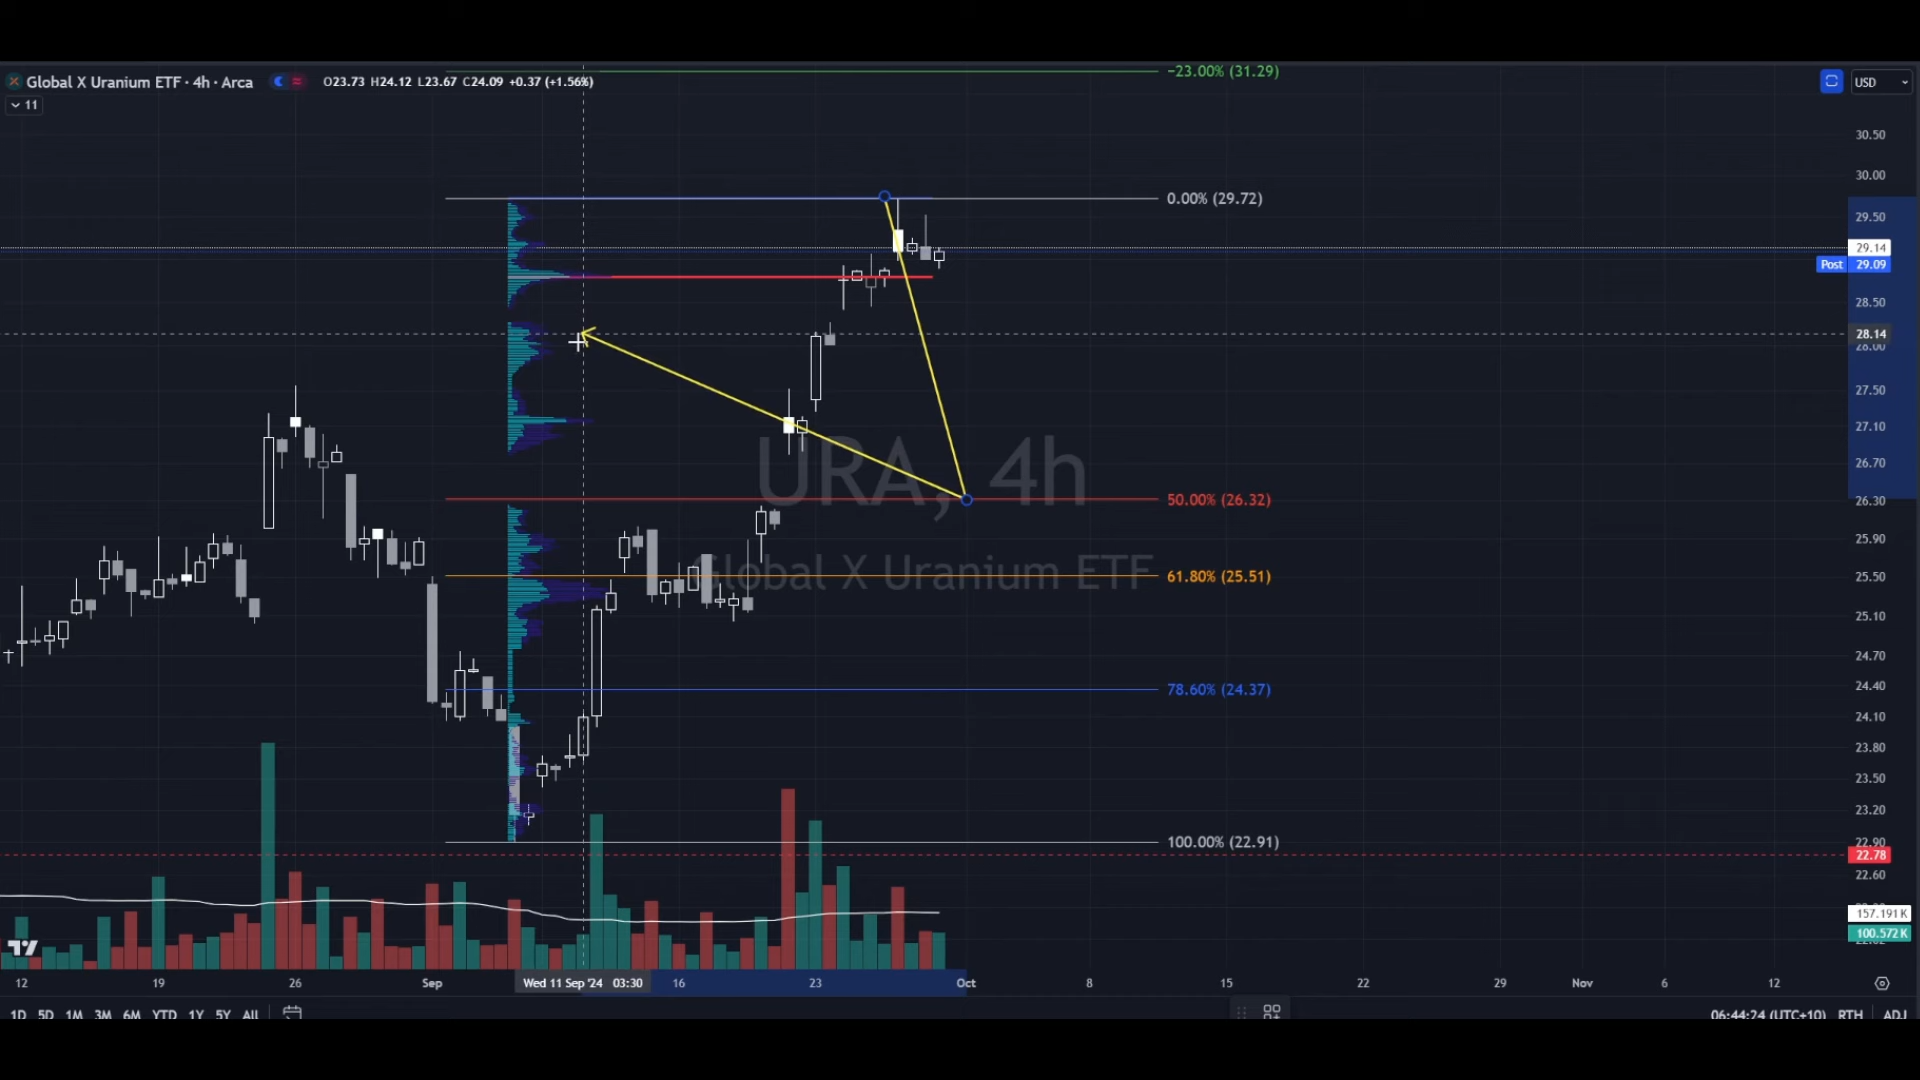 Global X Uranium ETF · 4h · Arca
O23.73 H24.12 L23.67 C24.09 +0.37 (+1.56%)
11
USD
-23.00% (31.29)
0.00% (29.72)
50.00% (26.32)
61.80% (25.51)
78.60% (24.37)
100.00% (22.91)
URA, 4h
Global X Uranium ETF
30.50
30.00
29.50
29.14
Post 29.09
28.50
28.14
28.00
27.50
27.10
26.70
26.30
25.90
25.50
25.10
24.70
24.40
24.10
23.80
23.50
23.20
22.90
22.78
22.60
157.191 K
100.572 K
12 19 26 Sep Wed 11 Sep '24 03:30 16 23 Oct 8 15 22 29 Nov 6 12
1D 5D 1M 3M 6M YTD 1Y 5Y All
06:44:24 (UTC+10) RTH ADJ